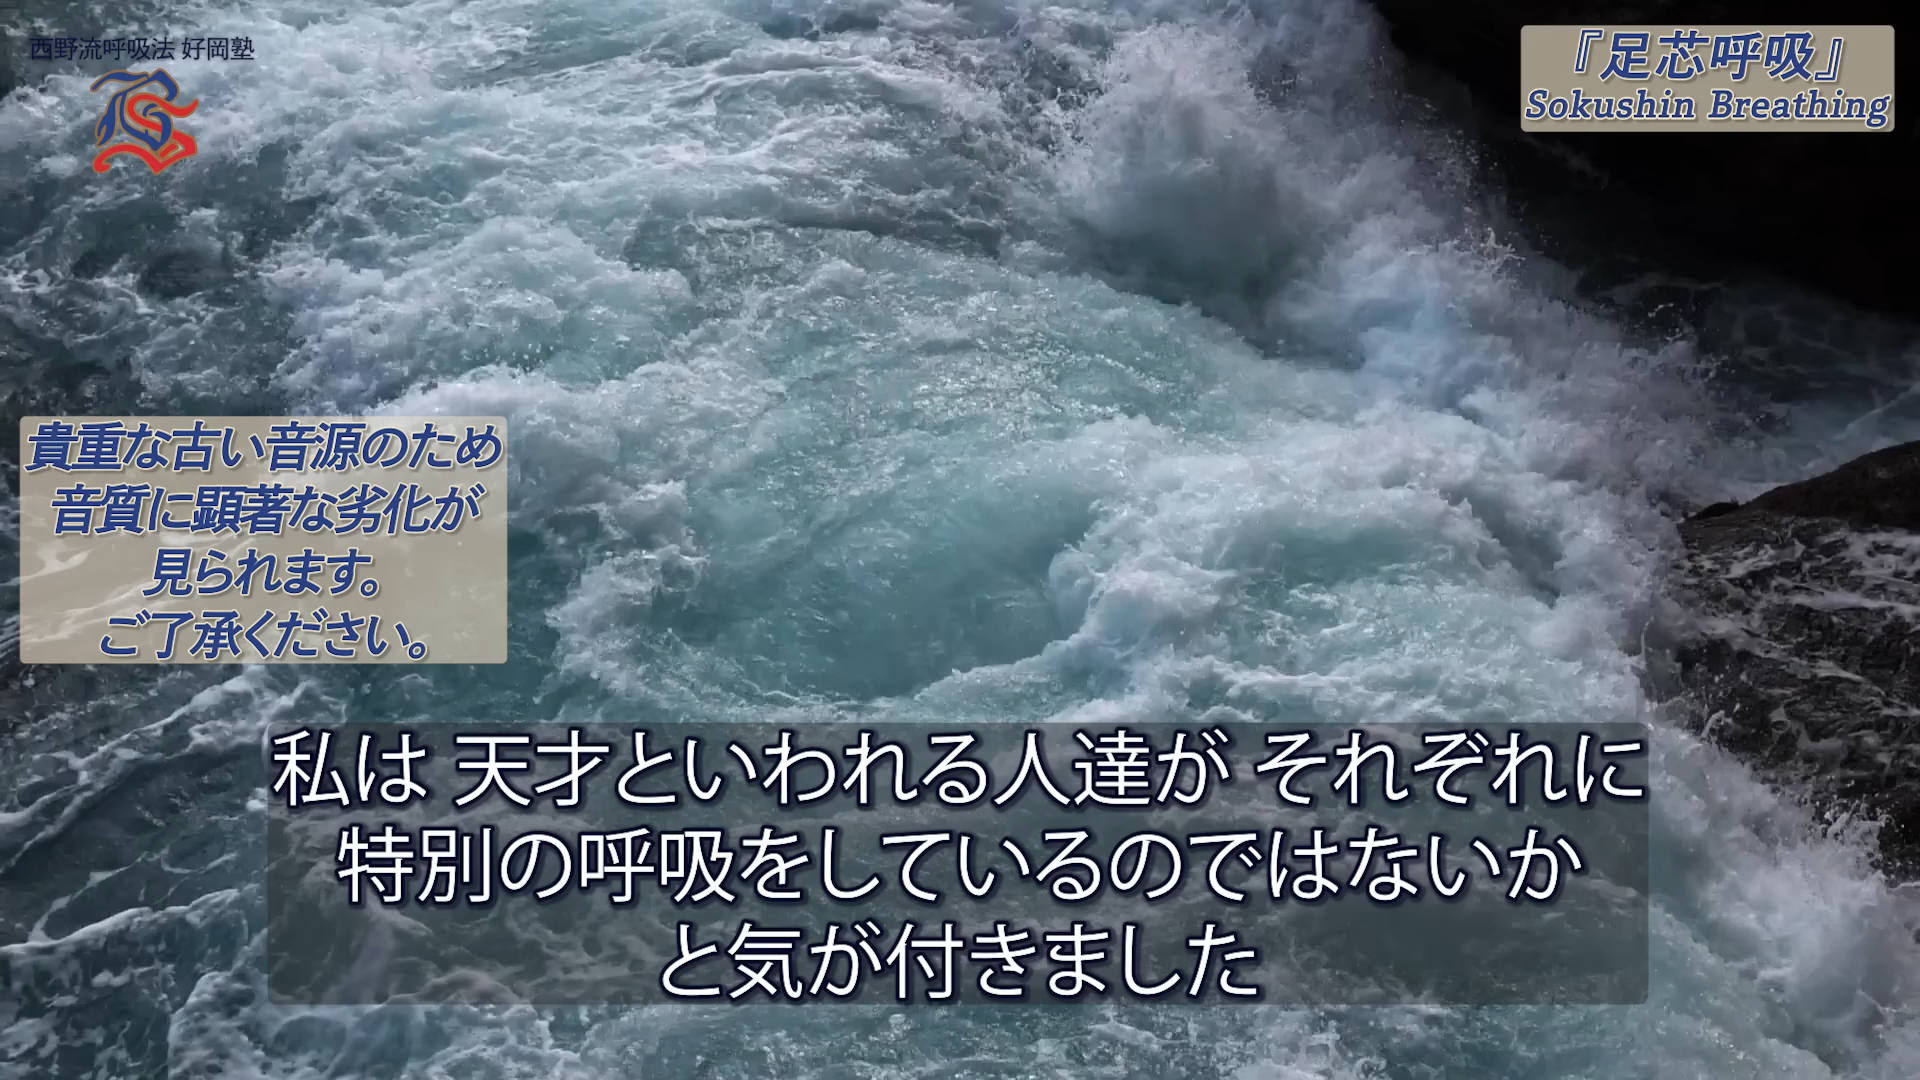 西野流呼吸法 好岡塾
『足芯呼吸』
Sokushin Breathing
貴重な古い音源のため
音質に顕著な劣化が
見られます。
ご了承ください。
私は 天才といわれる人達が それぞれに
特別の呼吸をしているのではないか
と気が付きました